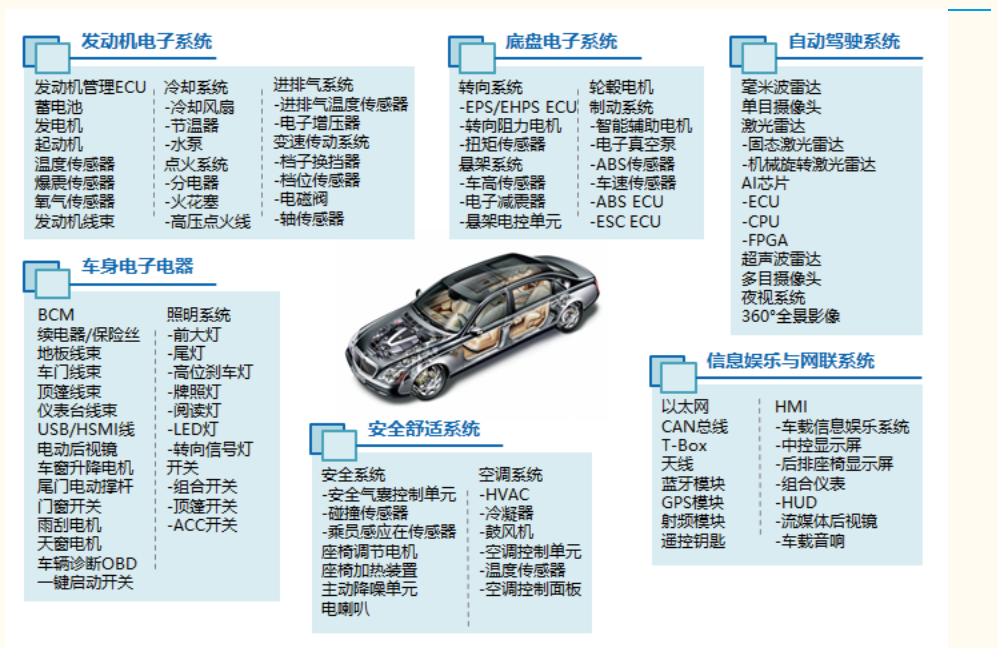 发动机电子系统
发动机管理ECU
蓄电池
发电机
起动机
温度传感器
爆震传感器
氧气传感器
发动机线束
冷却系统
-冷却风扇
-节温器
-水泵
点火系统
-分电器
-火花塞
-高压点火线
进排气系统
-进排气温度传感器
-电子增压器
变速传动系统
-档子换挡器
-档位传感器
-电磁阀
-轴传感器
底盘电子系统
转向系统
-EPS/EHPS ECU
-转向阻力电机
-扭矩传感器
悬架系统
-车高传感器
-电子减震器
-悬架电控单元
轮毂电机
制动系统
-智能辅助电机
-电子真空泵
-ABS传感器
-车速传感器
-ABS ECU
-ESC ECU
自动驾驶系统
毫米波雷达
单目摄像头
激光雷达
-固态激光雷达
-机械旋转激光雷达
AI芯片
-ECU
-CPU
-FPGA
超声波雷达
多目摄像头
夜视系统
360°全景影像
车身电子电器
BCM
续电器/保险丝
地板线束
车门线束
顶篷线束
仪表台线束
USB/HSMI线
电动后视镜
车窗升降电机
尾门电动撑杆
门窗开关
雨刮电机
天窗电机
车辆诊断OBD
一键启动开关
照明系统
-前大灯
-尾灯
-高位刹车灯
-牌照灯
-阅读灯
-LED灯
-转向信号灯
开关
-组合开关
-顶篷开关
-ACC开关
安全舒适系统
安全系统
-安全气囊控制单元
-碰撞传感器
-乘员感应在传感器
座椅调节电机
座椅加热装置
主动降噪单元
电喇叭
空调系统
-HVAC
-冷凝器
-鼓风机
-空调控制单元
-温度传感器
-空调控制面板
信息娱乐与网联系统
以太网
CAN总线
T-Box
天线
蓝牙模块
GPS模块
射频模块
遥控钥匙
HMI
-车载信息娱乐系统
-中控显示屏
-后排座椅显示屏
-组合仪表
-HUD
-流媒体后视镜
-车载音响